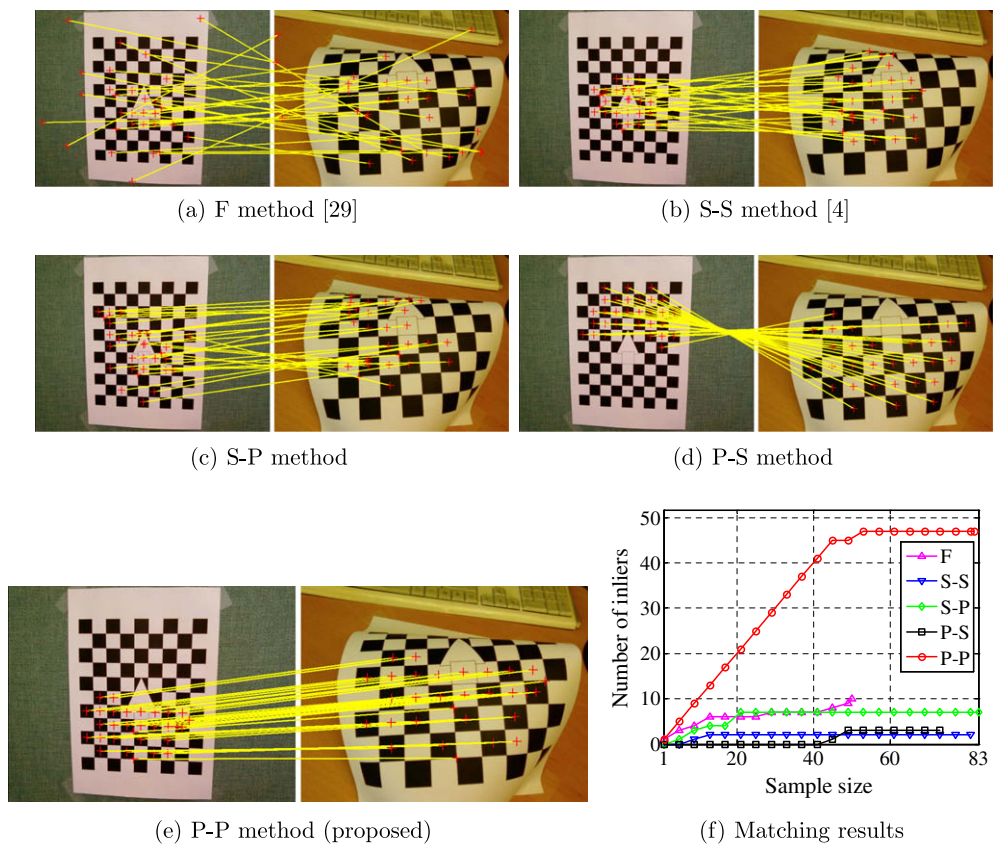 (a) F method [29]
(b) S-S method [4]
(c) S-P method
(d) P-S method
50
40
30
20
10
0
1
20
40
60
83
Number of inliers
Sample size
F
S-S
S-P
P-S
P-P
(e) P-P method (proposed)
(f) Matching results